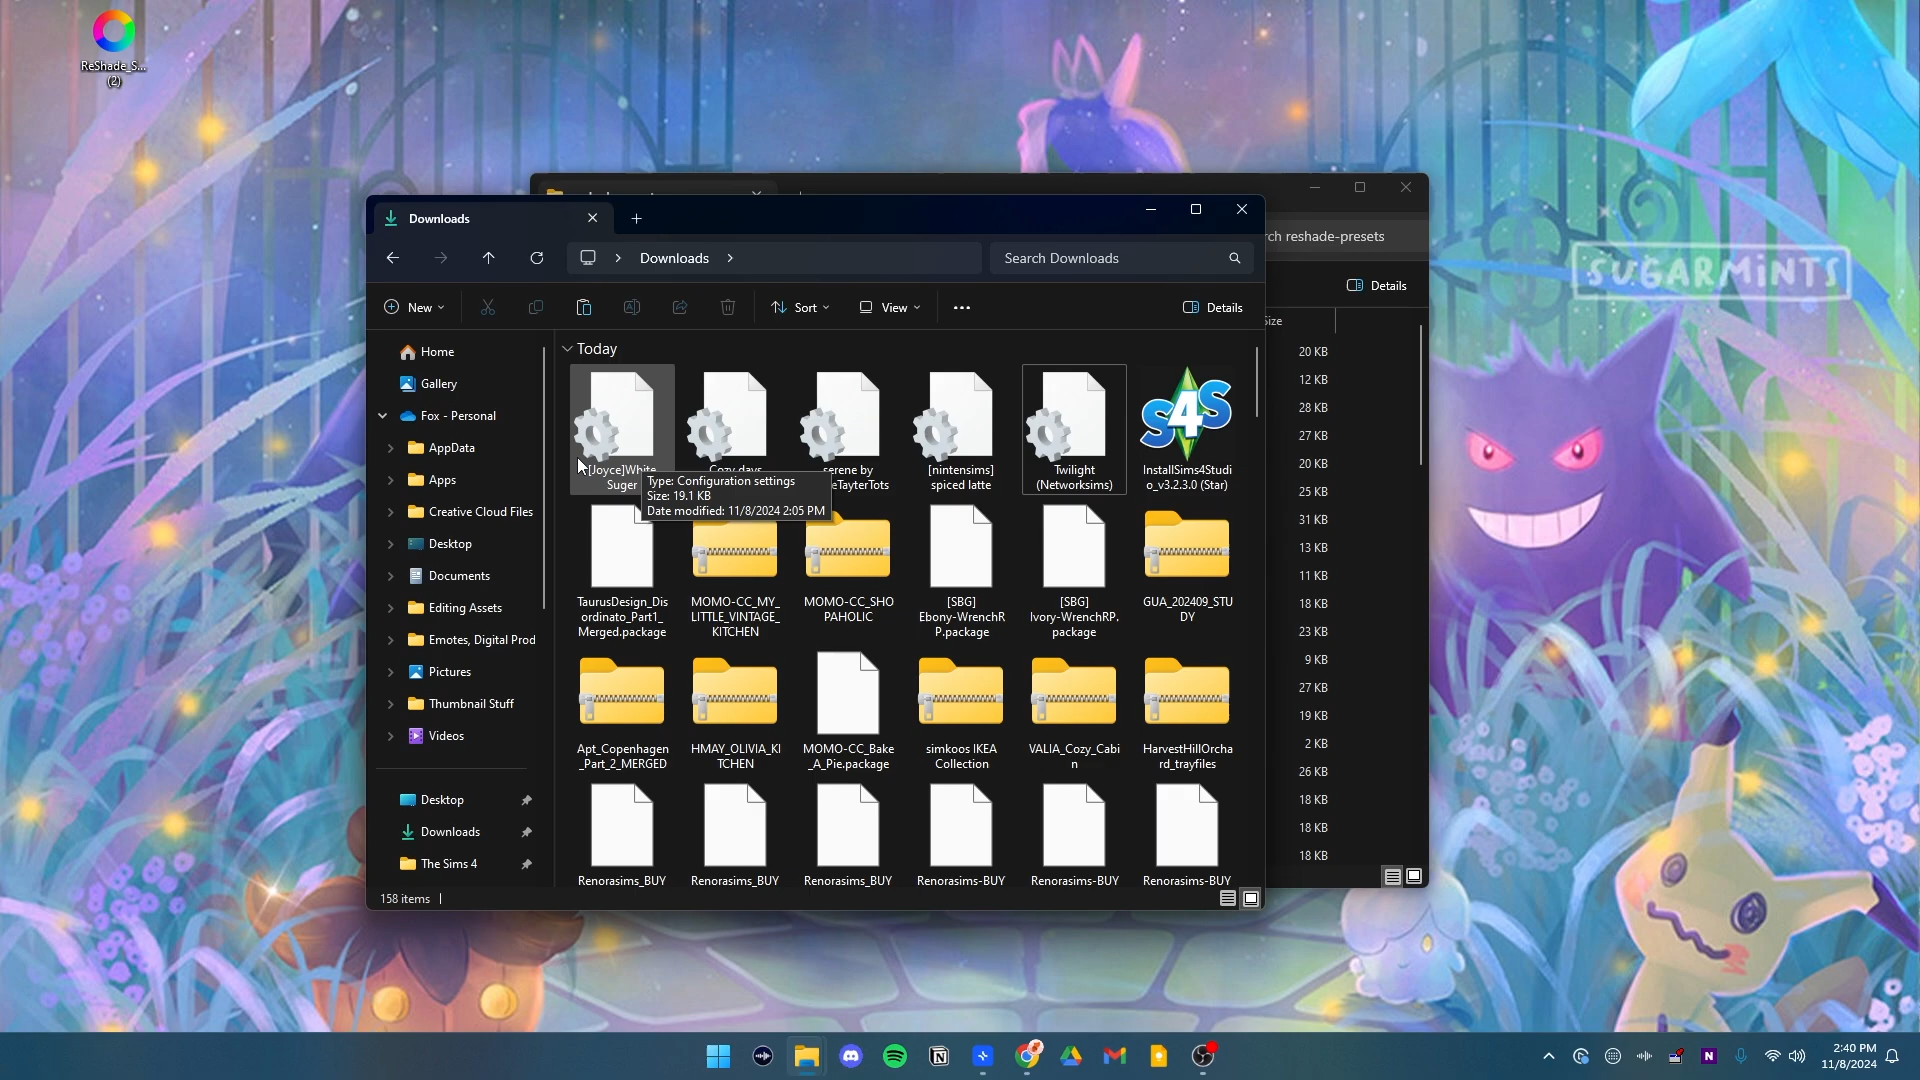 ReShade_S...
(2)
SUGARMINTS
Downloads
Downloads
Search Downloads
rch reshade-presets
New
Sort
View
Details
Details
Home
Gallery
Fox - Personal
AppData
Apps
Creative Cloud Files
Desktop
Documents
Editing Assets
Emotes, Digital Prod
Pictures
Thumbnail Stuff
Videos
Desktop
Downloads
The Sims 4
158 items
Today
[Joyce]White
Suger
Cozy days
serene by
eTayterTots
[nintensims]
spiced latte
Twilight
(Networksims)
InstallSims4Studi
o_v3.2.3.0 (Star)
S4S
Type: Configuration settings
Size: 19.1 KB
Date modified: 11/8/2024 2:05 PM
TaurusDesign_Dis
ordinato_Part1_
Merged.package
MOMO-CC_MY_
LITTLE_VINTAGE_
KITCHEN
MOMO-CC_SHO
PAHOLIC
[SBG]
Ebony-WrenchR
P.package
[SBG]
Ivory-WrenchRP.
package
GUA_202409_STU
DY
Apt_Copenhagen
_Part_2_MERGED
HMAY_OLIVIA_KI
TCHEN
MOMO-CC_Bake
_A_Pie.package
simkoos IKEA
Collection
VALIA_Cozy_Cabi
n
HarvestHillOrcha
rd_trayfiles
Renorasims_BUY
Renorasims_BUY
Renorasims_BUY
Renorasims-BUY
Renorasims-BUY
Renorasims-BUY
Size
20 KB
12 KB
28 KB
27 KB
20 KB
25 KB
31 KB
13 KB
11 KB
18 KB
23 KB
9 KB
27 KB
19 KB
2 KB
26 KB
18 KB
18 KB
18 KB
2:40 PM
11/8/2024